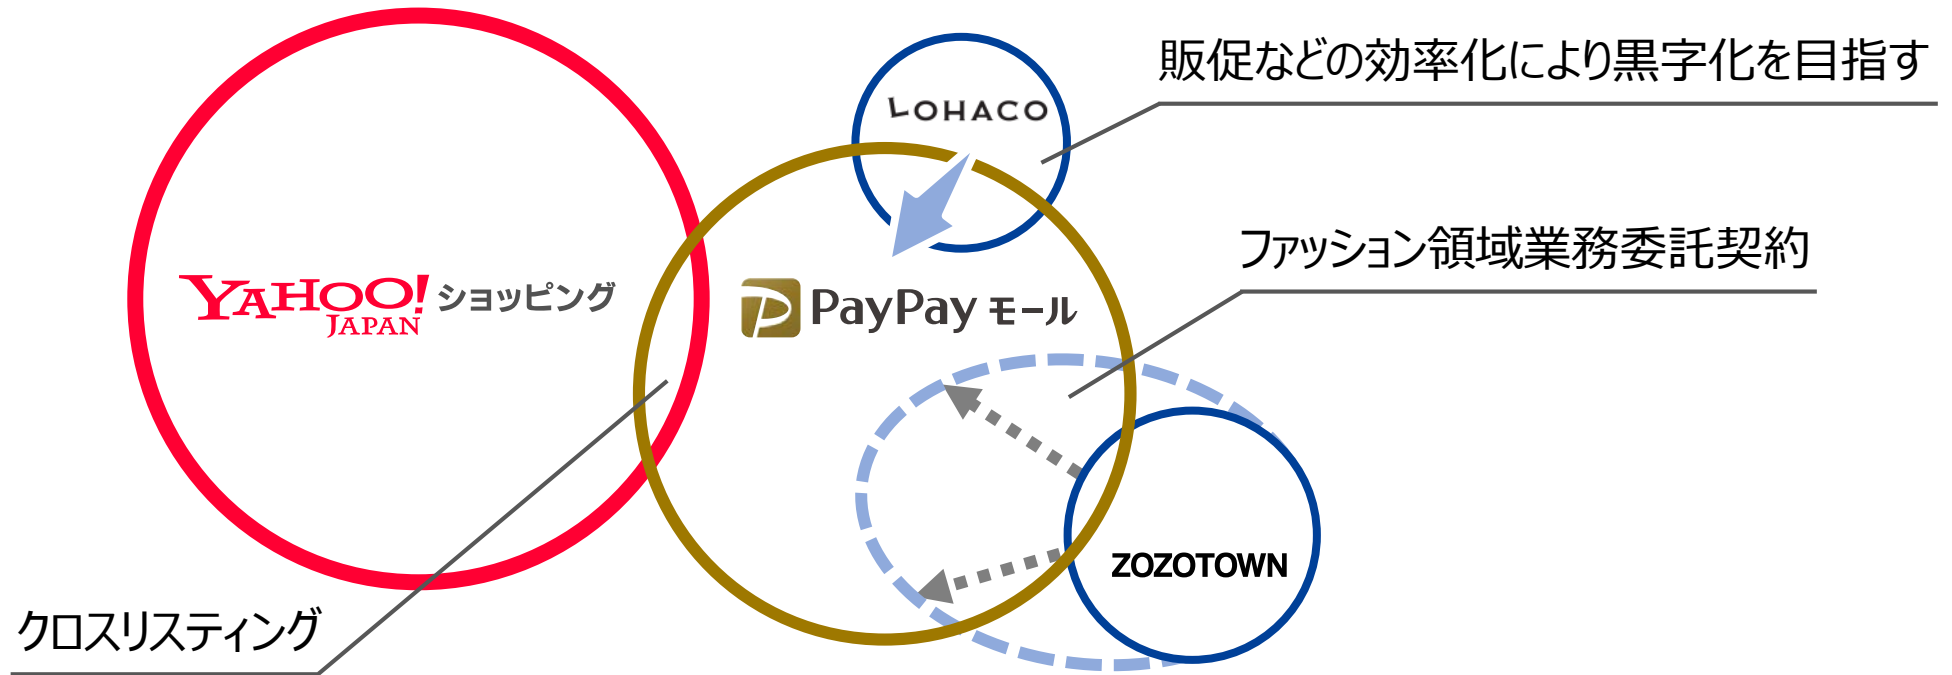 販促などの効率化により黒字化を目指す
LOHACO
ファッション領域業務委託契約
YAHOO! JAPAN ショッピング
PayPay モール
ZOZOTOWN
クロスリスティング